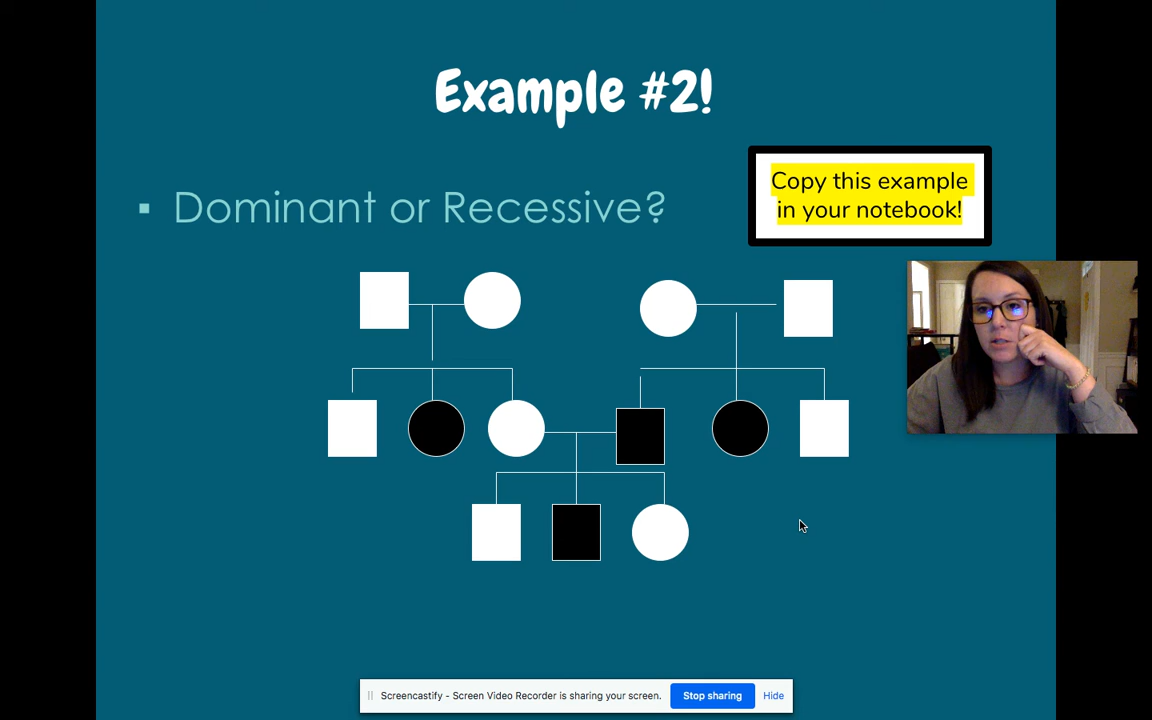 Example #2!
Copy this example
in your notebook!
▪ Dominant or Recessive?
Screencastify - Screen Video Recorder is sharing your screen.
Stop sharing
Hide